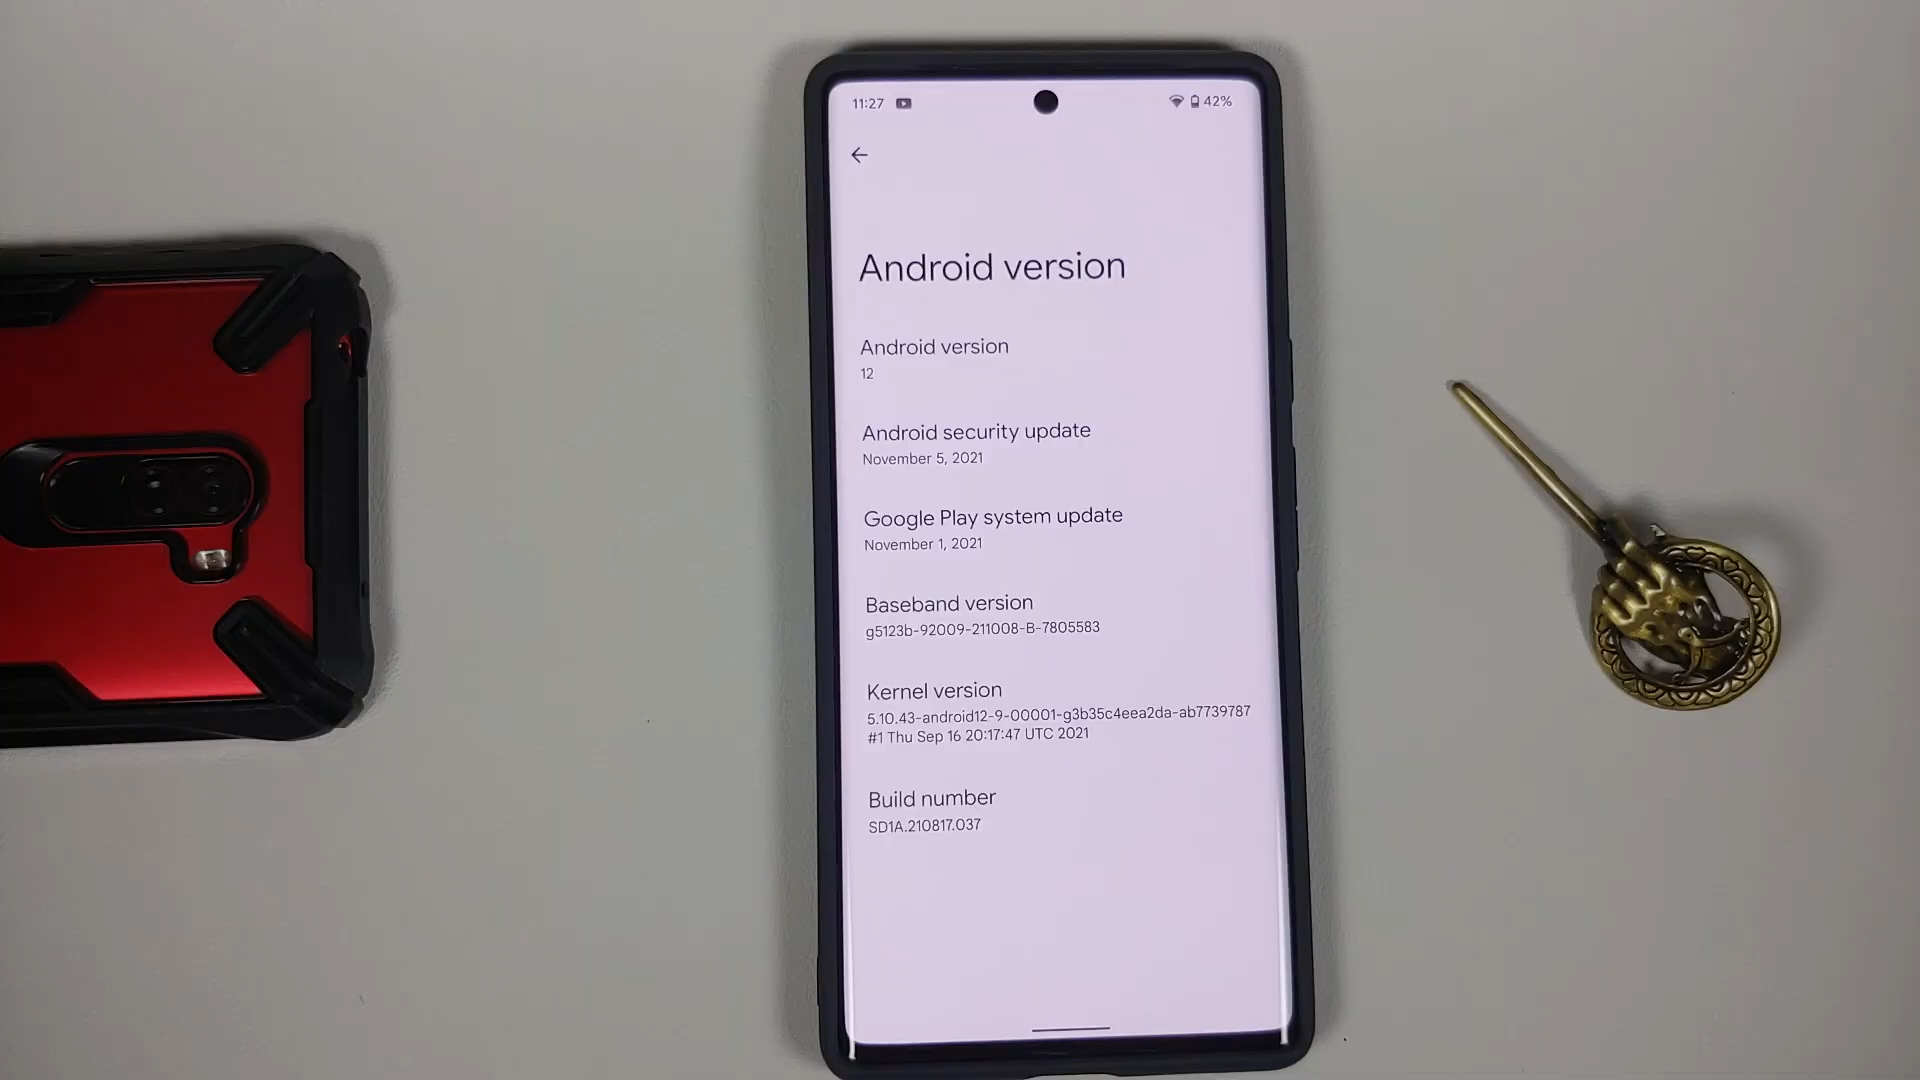 11:27
42%
Android version
Android version
12
Android security update
November 5, 2021
Google Play system update
November 1, 2021
Baseband version
g5123b-92009-211008-B-7805583
Kernel version
5.10.43-android12-9-00001-g3b35c4eea2da-ab7739787
#1 Thu Sep 16 20:17:47 UTC 2021
Build number
SD1A.210817.037